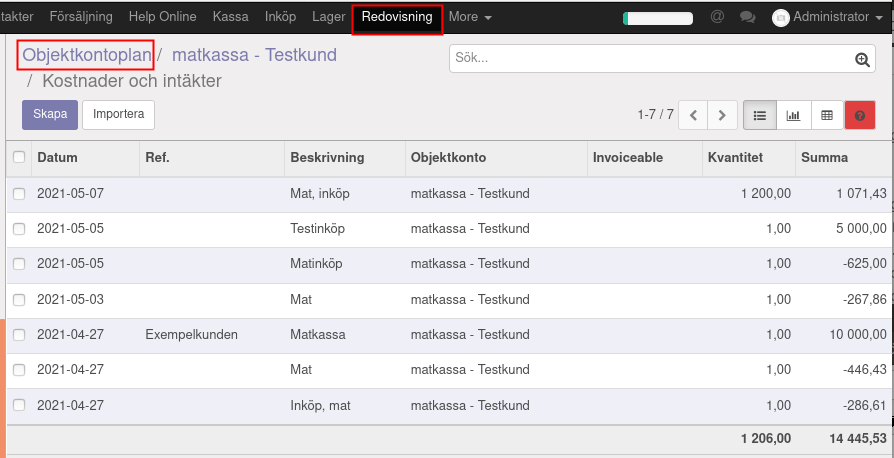 takter Försäljning Help Online Kassa Inköp Lager Redovisning More @ Administrator
Objektkontoplan / matkassa - Testkund
/ Kostnader och intäkter
Sök...
Skapa Importera 1-7 / 7
Datum Ref. Beskrivning Objektkonto Invoiceable Kvantitet Summa
2021-05-07 Mat, inköp matkassa - Testkund 1 200,00 1 071,43
2021-05-05 Testinköp matkassa - Testkund 1,00 5 000,00
2021-05-05 Matinköp matkassa - Testkund 1,00 -625,00
2021-05-03 Mat matkassa - Testkund 1,00 -267,86
2021-04-27 Exempelkunden Matkassa matkassa - Testkund 1,00 10 000,00
2021-04-27 Mat matkassa - Testkund 1,00 -446,43
2021-04-27 Inköp, mat matkassa - Testkund 1,00 -286,61
1 206,00 14 445,53